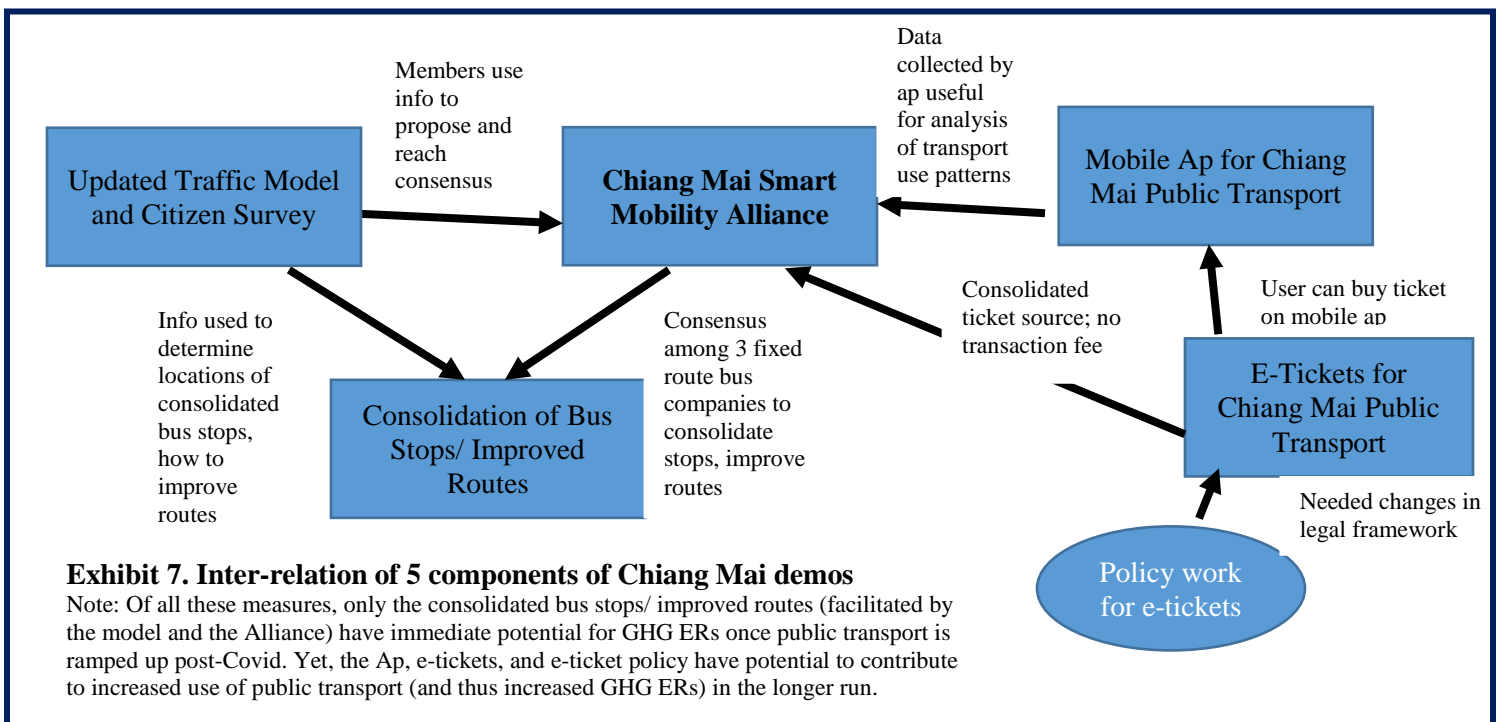 Updated Traffic Model
and Citizen Survey
Members use
info to
propose and
reach
consensus
Chiang Mai Smart
Mobility Alliance
Data
collected by
ap useful
for analysis
of transport
use patterns
Mobile Ap for Chiang
Mai Public Transport
Info used to
determine
locations of
consolidated
bus stops,
how to
improve
routes
Consolidation of Bus
Stops/ Improved
Routes
Consensus
among 3 fixed
route bus
companies to
consolidate
stops, improve
routes
Consolidated
ticket source; no
transaction fee
User can buy ticket
on mobile ap
E-Tickets for
Chiang Mai Public
Transport
Needed changes in
legal framework
Policy work
for e-tickets
Exhibit 7. Inter-relation of 5 components of Chiang Mai demos
Note: Of all these measures, only the consolidated bus stops/ improved routes (facilitated by
the model and the Alliance) have immediate potential for GHG ERs once public transport is
ramped up post-Covid. Yet, the Ap, e-tickets, and e-ticket policy have potential to contribute
to increased use of public transport (and thus increased GHG ERs) in the longer run.